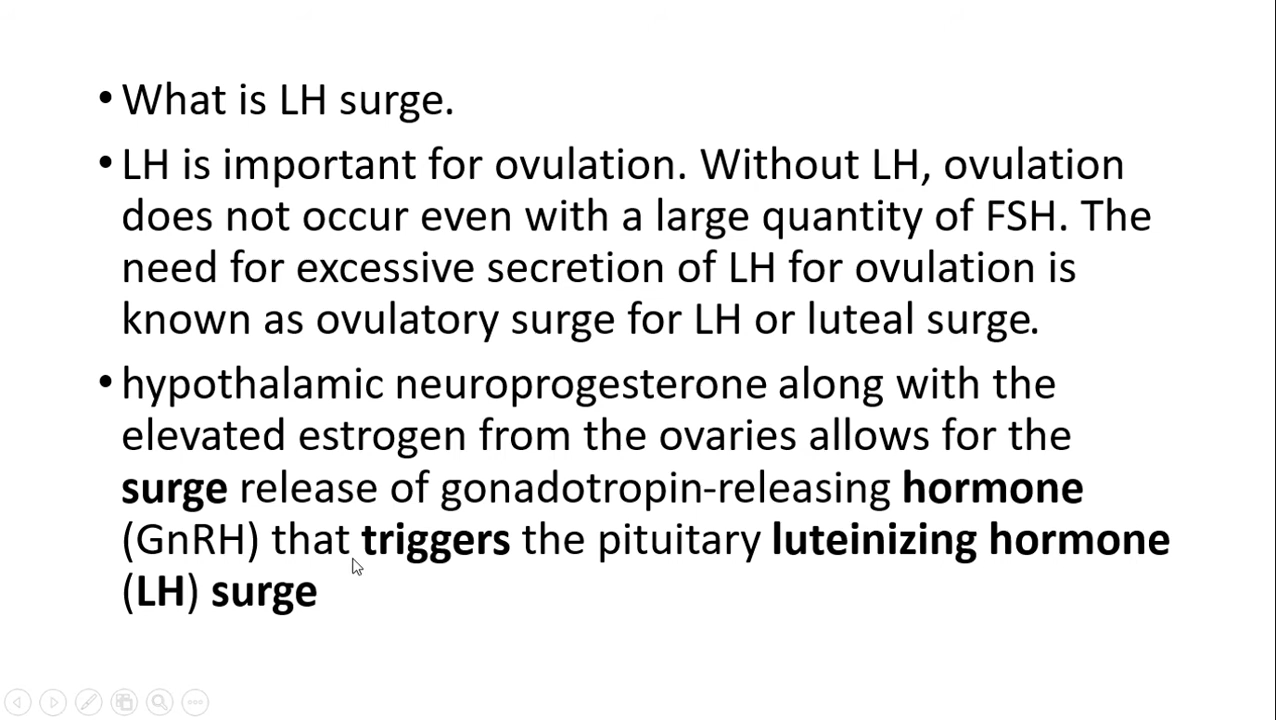 • What is LH surge.
• LH is important for ovulation. Without LH, ovulation
does not occur even with a large quantity of FSH. The
need for excessive secretion of LH for ovulation is
known as ovulatory surge for LH or luteal surge.
• hypothalamic neuroprogesterone along with the
elevated estrogen from the ovaries allows for the
surge release of gonadotropin-releasing hormone
(GnRH) that triggers the pituitary luteinizing hormone
(LH) surge